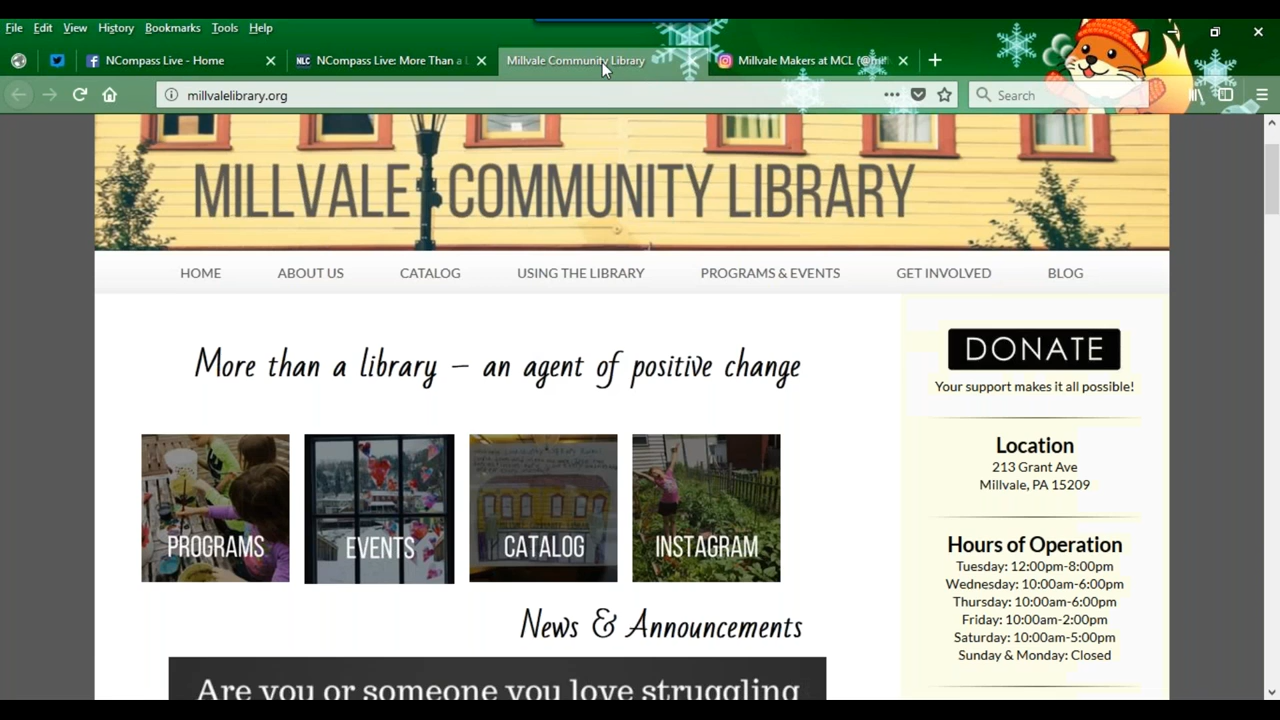 File Edit View History Bookmarks Tools Help
NCompass Live - Home
NLC NCompass Live: More Than a L
Millvale Community Library
Millvale Makers at MCL (@mil
millvalelibrary.org
Search
MILLVALE COMMUNITY LIBRARY
HOME ABOUT US CATALOG USING THE LIBRARY PROGRAMS & EVENTS GET INVOLVED BLOG
More than a library – an agent of positive change
PROGRAMS EVENTS CATALOG INSTAGRAM
News & Announcements
Are you or someone you love struggling
DONATE
Your support makes it all possible!
Location
213 Grant Ave
Millvale, PA 15209
Hours of Operation
Tuesday: 12:00pm-8:00pm
Wednesday: 10:00am-6:00pm
Thursday: 10:00am-6:00pm
Friday: 10:00am-2:00pm
Saturday: 10:00am-5:00pm
Sunday & Monday: Closed